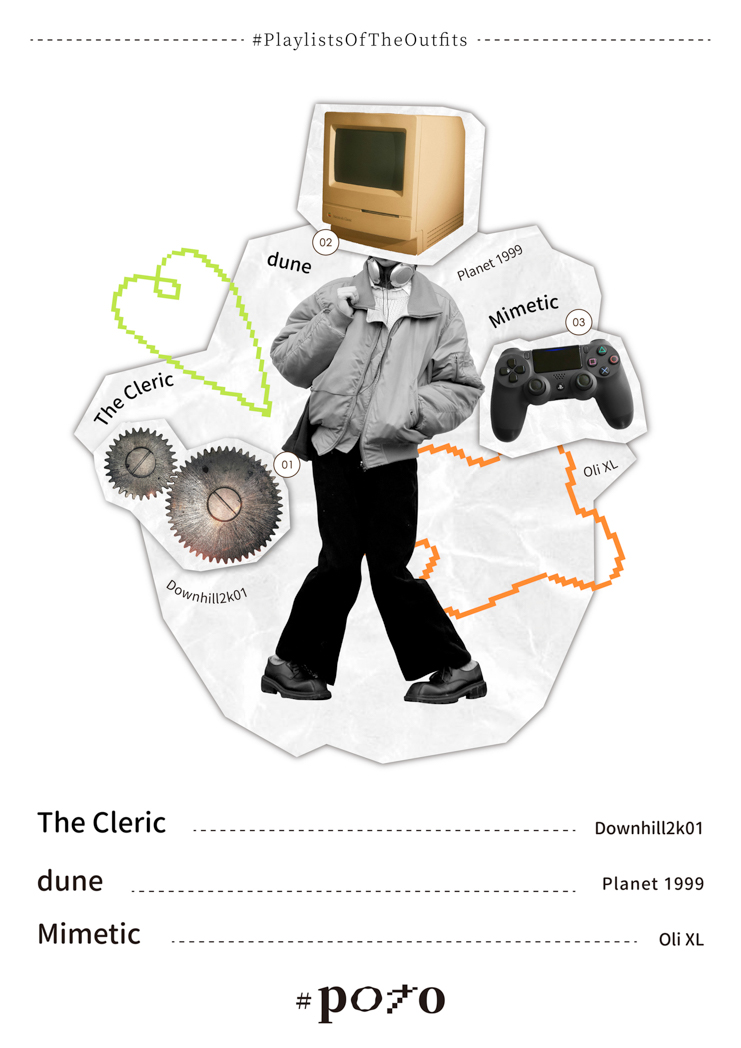 #PlaylistsOfTheOutfits
02
dune
Planet 1999
Mimetic
03
The Cleric
01
Oli XL
Downhill2k01
The Cleric Downhill2k01
dune Planet 1999
Mimetic Oli XL
#poto